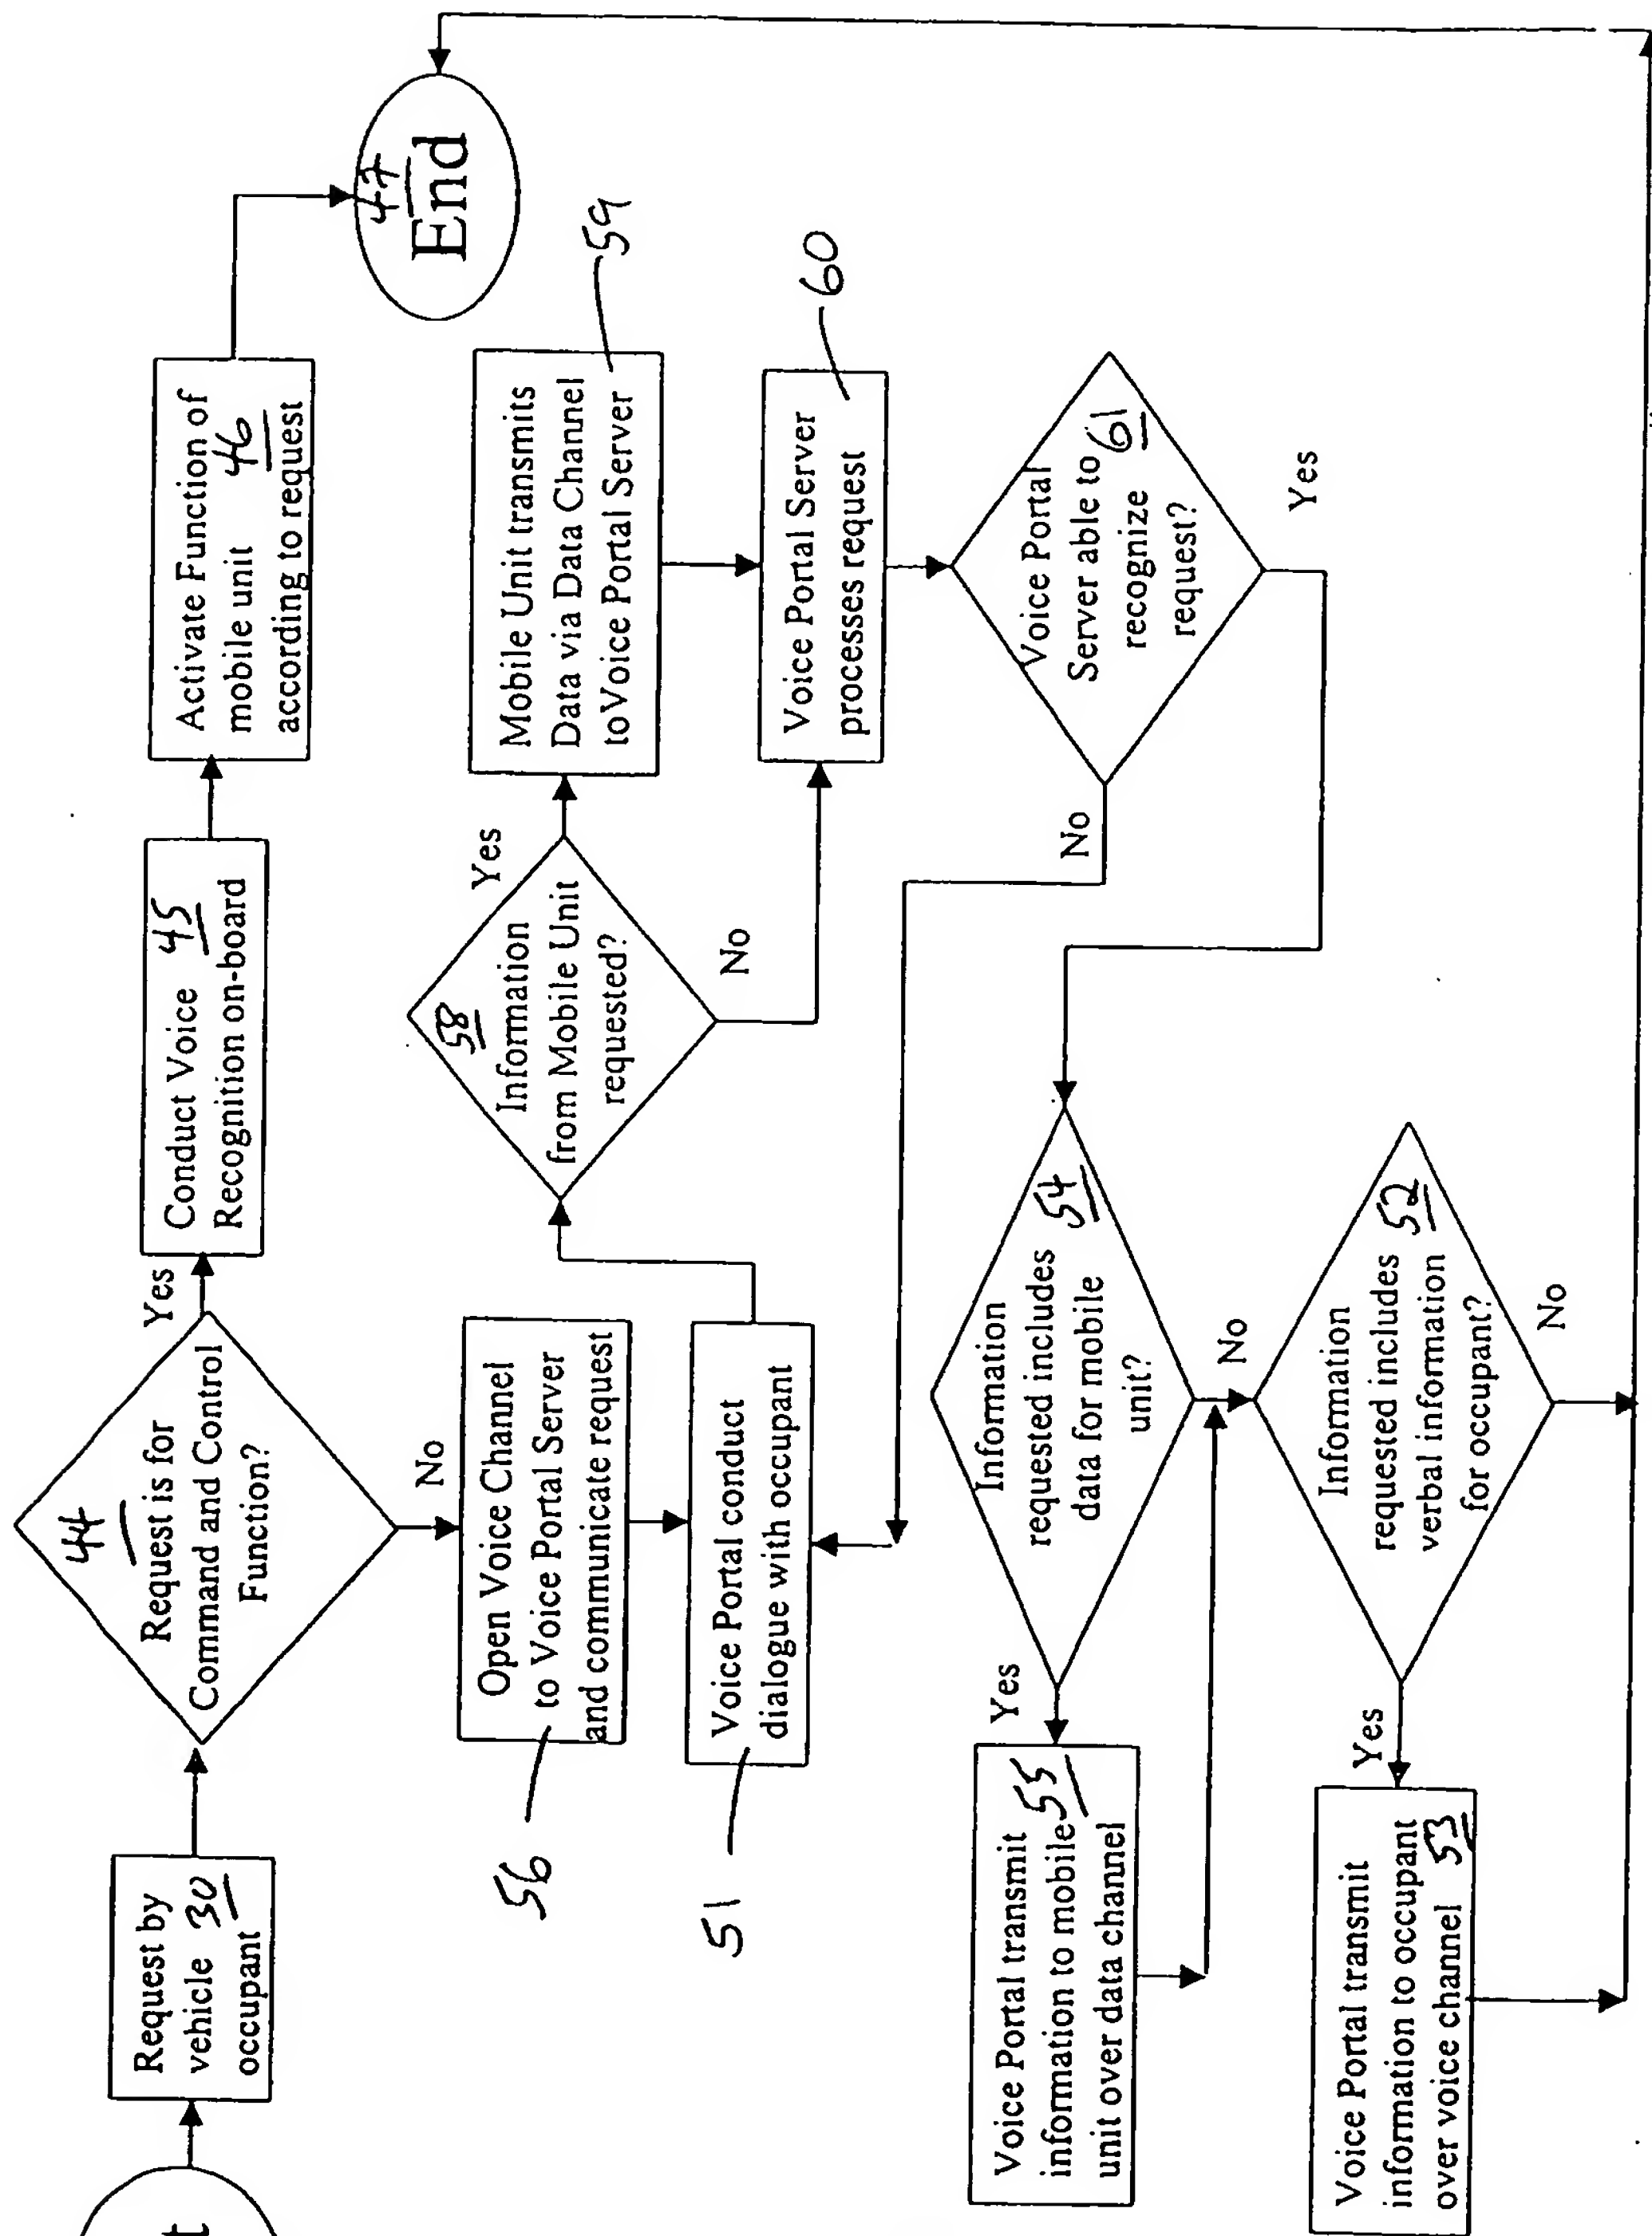 t
Request by
vehicle 30
occupant
44
Request is for
Command and Control
Function?
Yes
No
Conduct Voice 45
Recognition on-board
Activate Function of
mobile unit 46
according to request
47
End
Open Voice Channel
to Voice Portal Server
and communicate request
56
Voice Portal conduct
dialogue with occupant
51
58
Information
from Mobile Unit
requested?
Yes
No
Mobile Unit transmits
Data via Data Channel
toVoice Portal Server
59
Voice Portal Server
processes request
60
Voice Portal
Server able to 61
recognize
request?
No
Yes
Information
requested includes 54
data for mobile
unit?
Yes
No
Voice Portal transmit
information to mobile 55
unit over data channel
Information
requested includes 52
verbal information
for occupant?
Yes
No
Voice Portal transmit
information to occupant
over voice channel 53